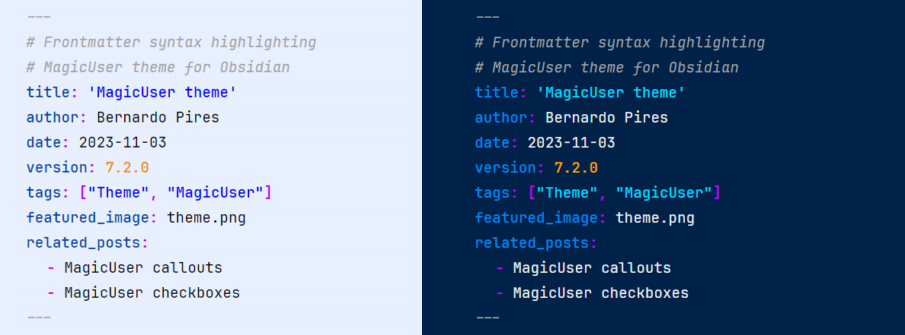 ---
# Frontmatter syntax highlighting
# MagicUser theme for Obsidian
title: 'MagicUser theme'
author: Bernardo Pires
date: 2023-11-03
version: 7.2.0
tags: ["Theme", "MagicUser"]
featured_image: theme.png
related_posts:
  - MagicUser callouts
  - MagicUser checkboxes
---
---
# Frontmatter syntax highlighting
# MagicUser theme for Obsidian
title: 'MagicUser theme'
author: Bernardo Pires
date: 2023-11-03
version: 7.2.0
tags: ["Theme", "MagicUser"]
featured_image: theme.png
related_posts:
  - MagicUser callouts
  - MagicUser checkboxes
---